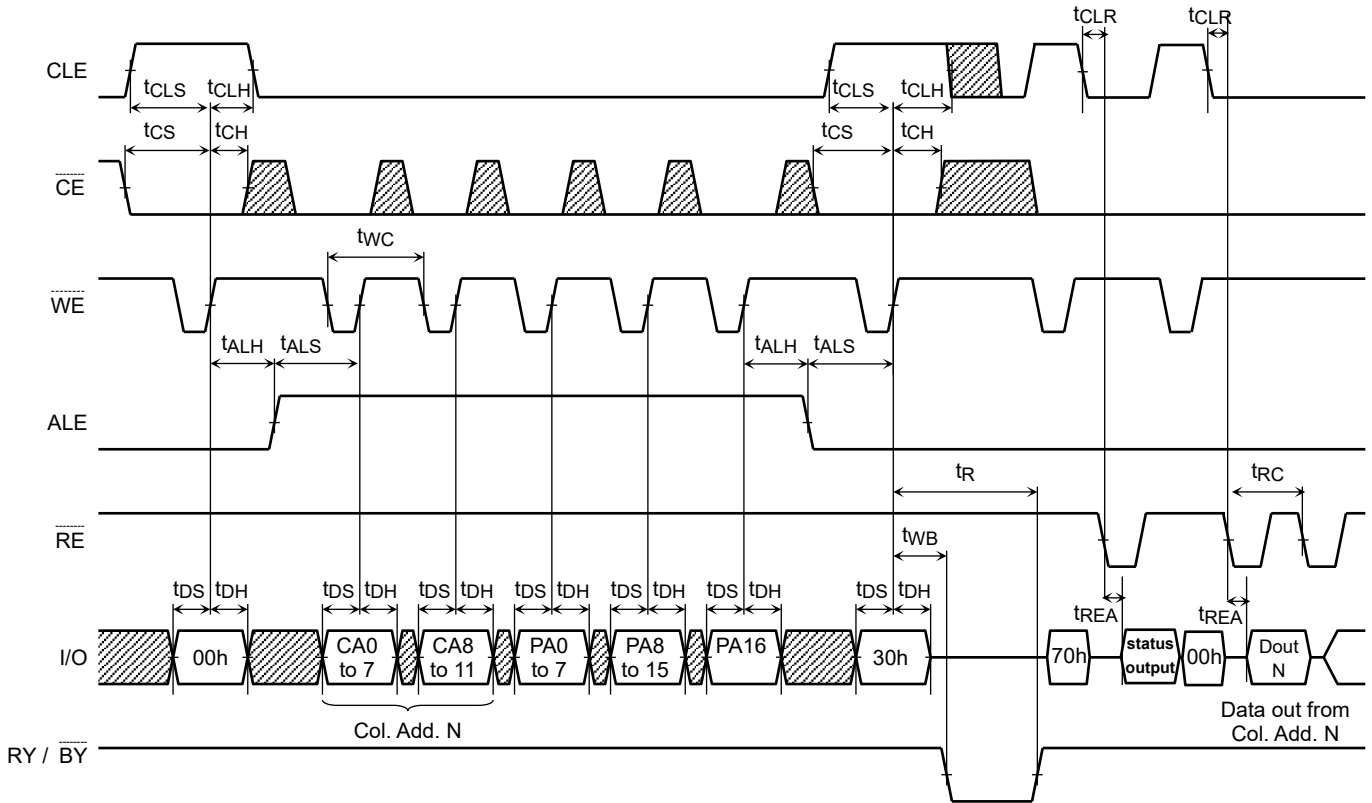 tCLR tCLR
CLE
tCLS tCLH tCLS tCLH
tCS tCH tCS tCH
CE
tWC
WE
tALH tALS tALH tALS
ALE
tR tRC
RE
tWB
tDS tDH tDS tDH tDS tDH tDS tDH tDS tDH tDS tDH tDS tDH
tREA tREA
I/O 00h CA0 to 7 CA8 to 11 PA0 to 7 PA8 to 15 PA16 30h 70h status output 00h Dout N
Col. Add. N
Data out from
Col. Add. N
RY / BY